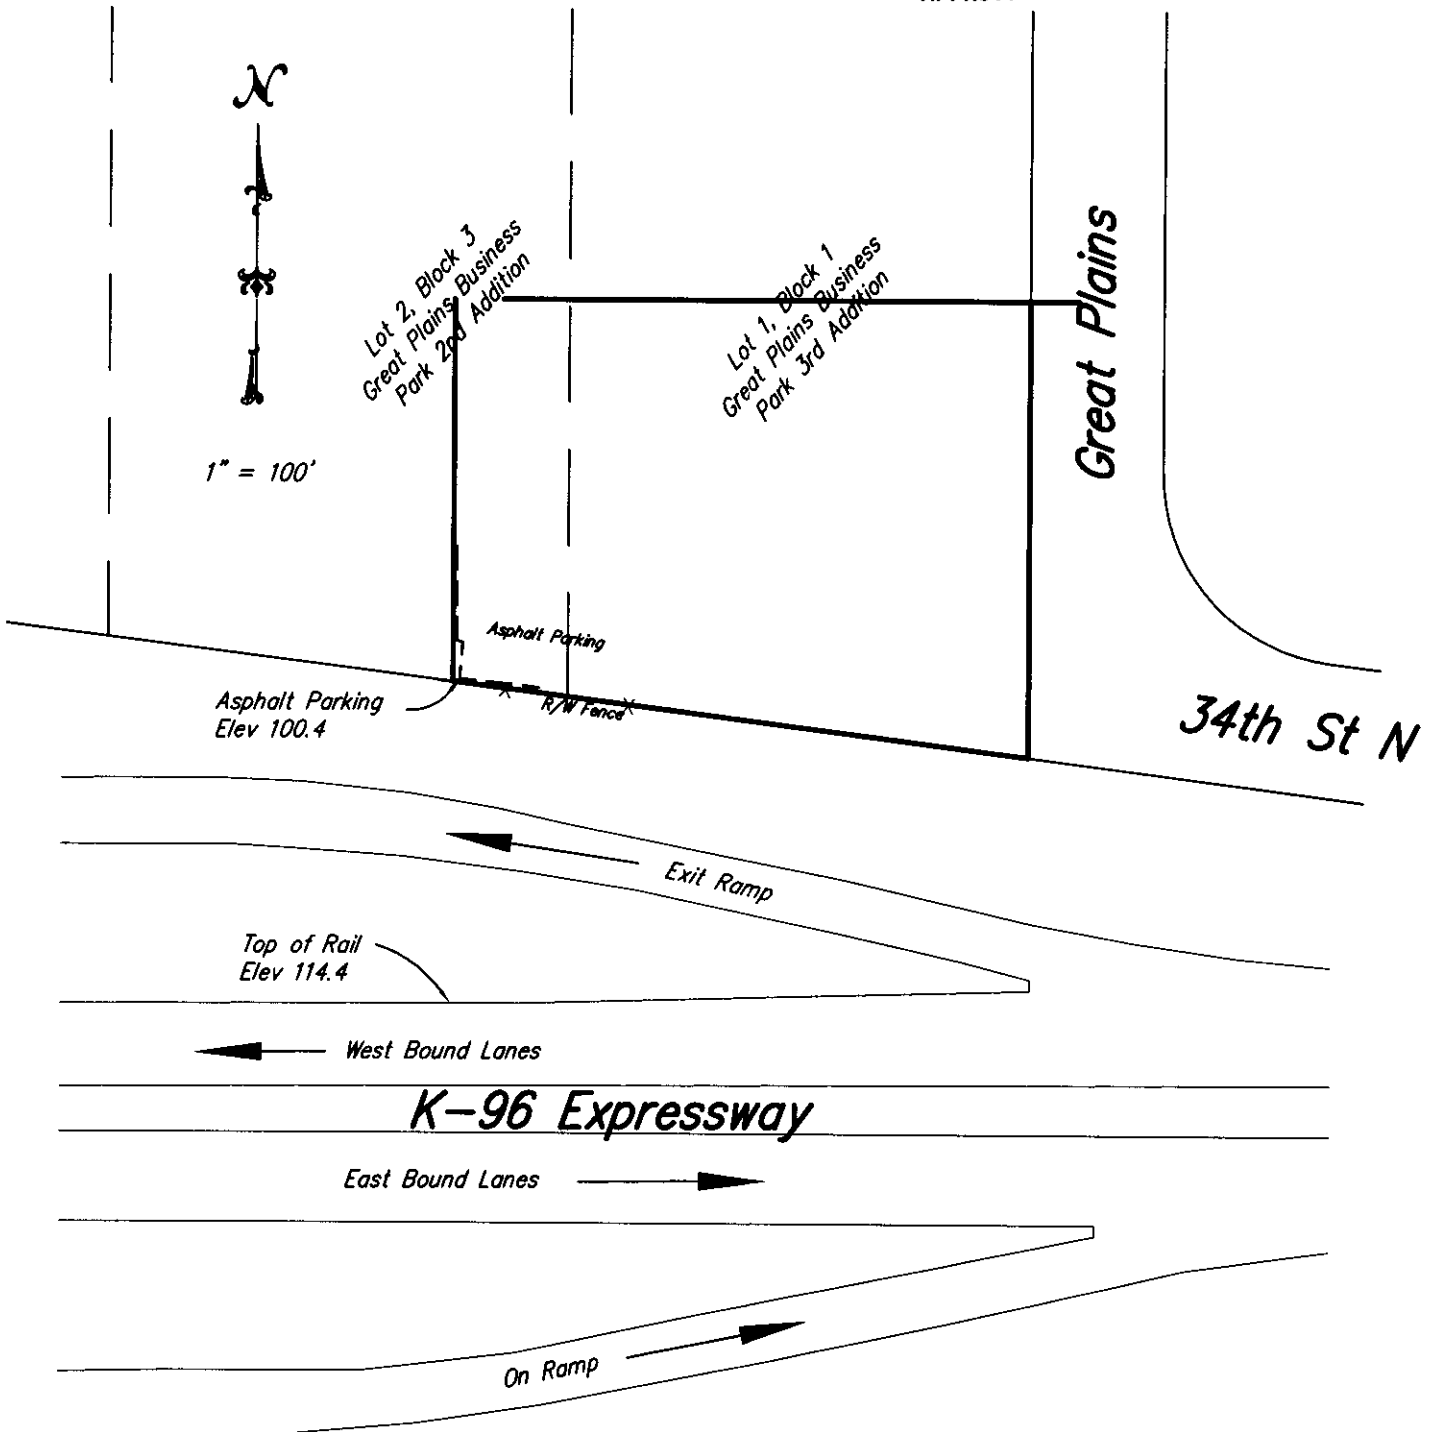 N
Lot 2, Block 3
Great Plains Business
Park 2nd Addition
Lot 1, Block 1
Great Plains Business
Park 3rd Addition
Great Plains
1" = 100'
Asphalt Parking
Asphalt Parking
Elev 100.4
R/W Fence
34th St N
Exit Ramp
Top of Rail
Elev 114.4
West Bound Lanes
K-96 Expressway
East Bound Lanes
On Ramp